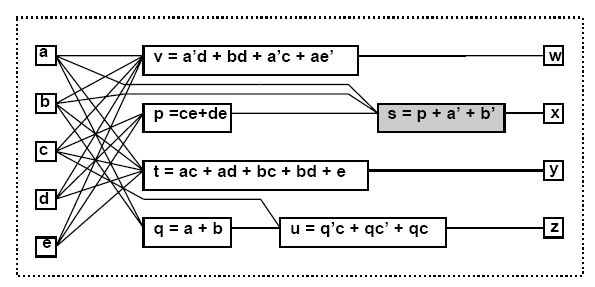 a v = a’d + bd + a’c + ae’ w
b p =ce+de s = p + a’ + b’ x
c
t = ac + ad + bc + bd + e y
d
e q = a + b u = q’c + qc’ + qc z